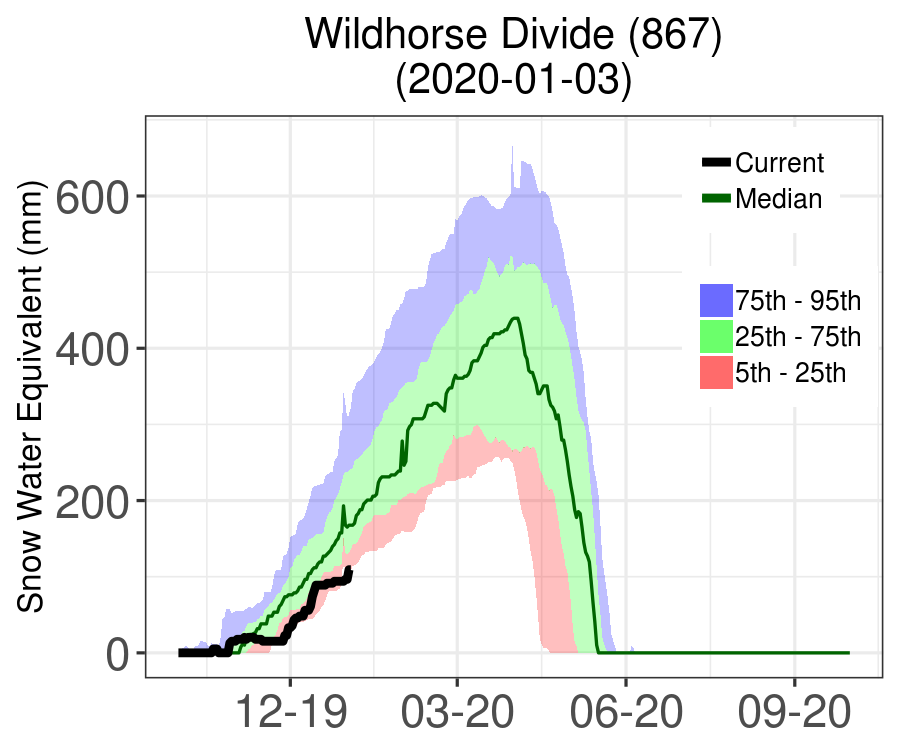 Wildhorse Divide (867)
(2020-01-03)
Snow Water Equivalent (mm)
600
400
200
0
12-19
03-20
06-20
09-20
Current
Median
75th - 95th
25th - 75th
5th - 25th